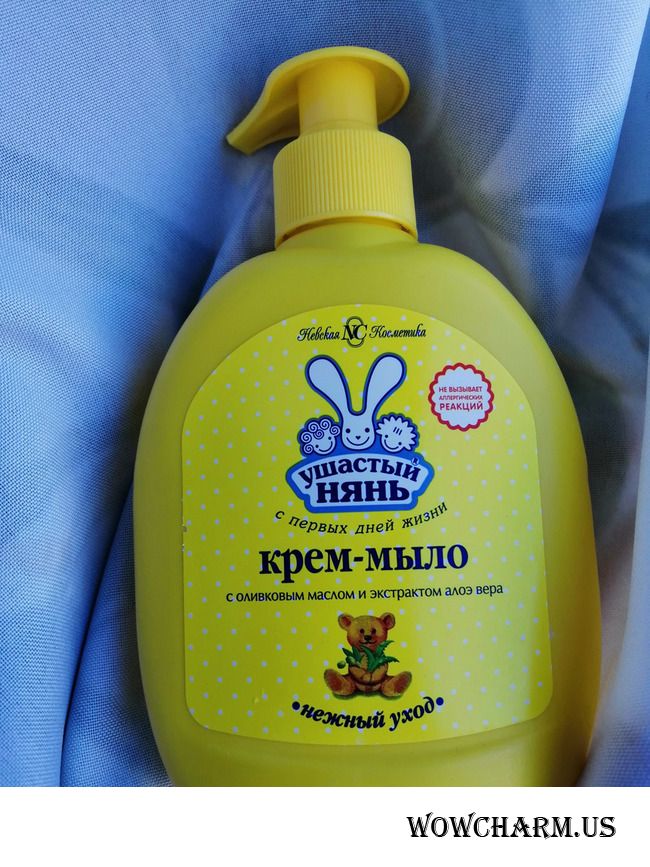 Невская NC Косметика
НЕ ВЫЗЫВАЕТ
АЛЛЕРГИЧЕСКИХ
РЕАКЦИЙ
УШАСТЫЙ®
НЯНЬ
с первых дней жизни
крем-мыло
с оливковым маслом и экстрактом алоэ вера
•нежный уход•
WOWCHARM.US